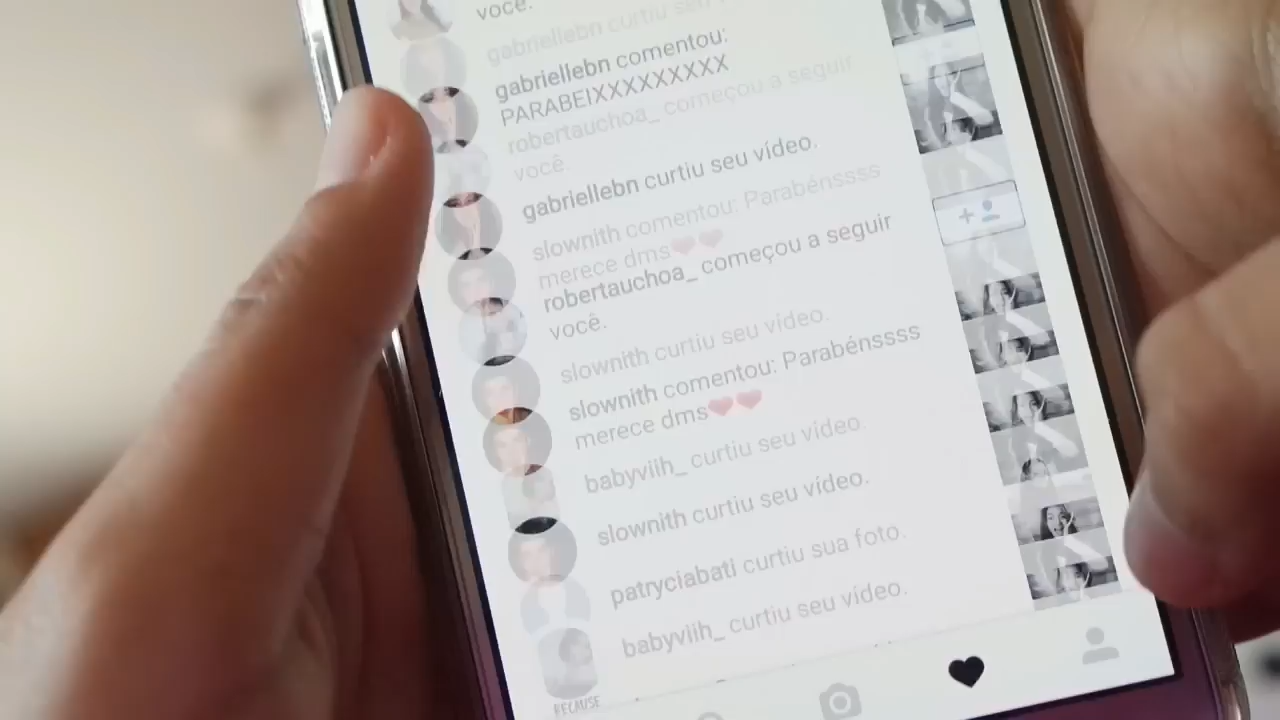 você.
gabriellebn curtiu seu
gabriellebn comentou:
PARABEIXXXXXXXXX
robertauchoa_ começou a seguir
você.
gabriellebn curtiu seu vídeo.
slownith comentou: Parabénssss
merece dms❤❤
robertauchoa_ começou a seguir
você.
slownith curtiu seu vídeo.
slownith comentou: Parabénssss
merece dms❤❤
babyviih_ curtiu seu vídeo.
slownith curtiu seu vídeo.
patryciabati curtiu sua foto.
babyviih_ curtiu seu vídeo.
BECAUSE